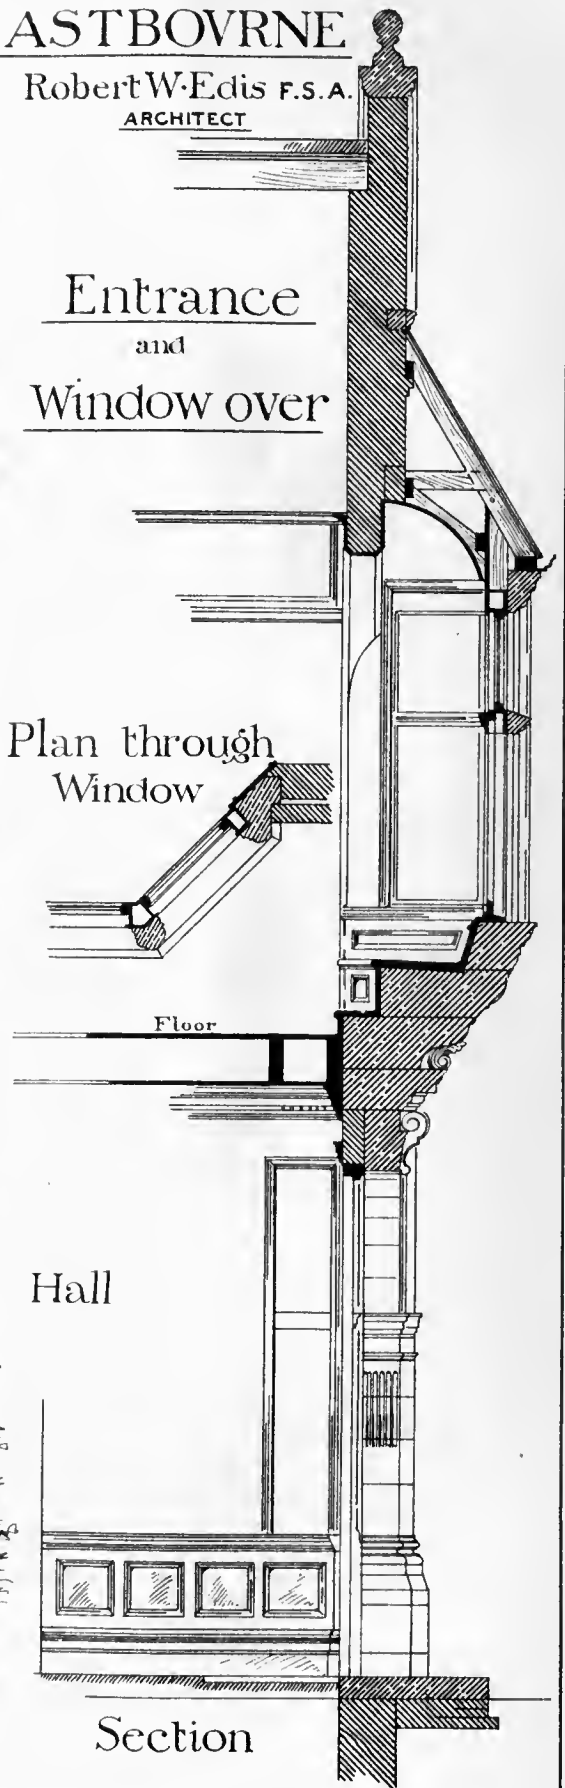 ASTBOVRNE
Robert W. Edis F.S.A.
ARCHITECT
Entrance
and
Window over
Plan through
Window
Floor
Hall
Section